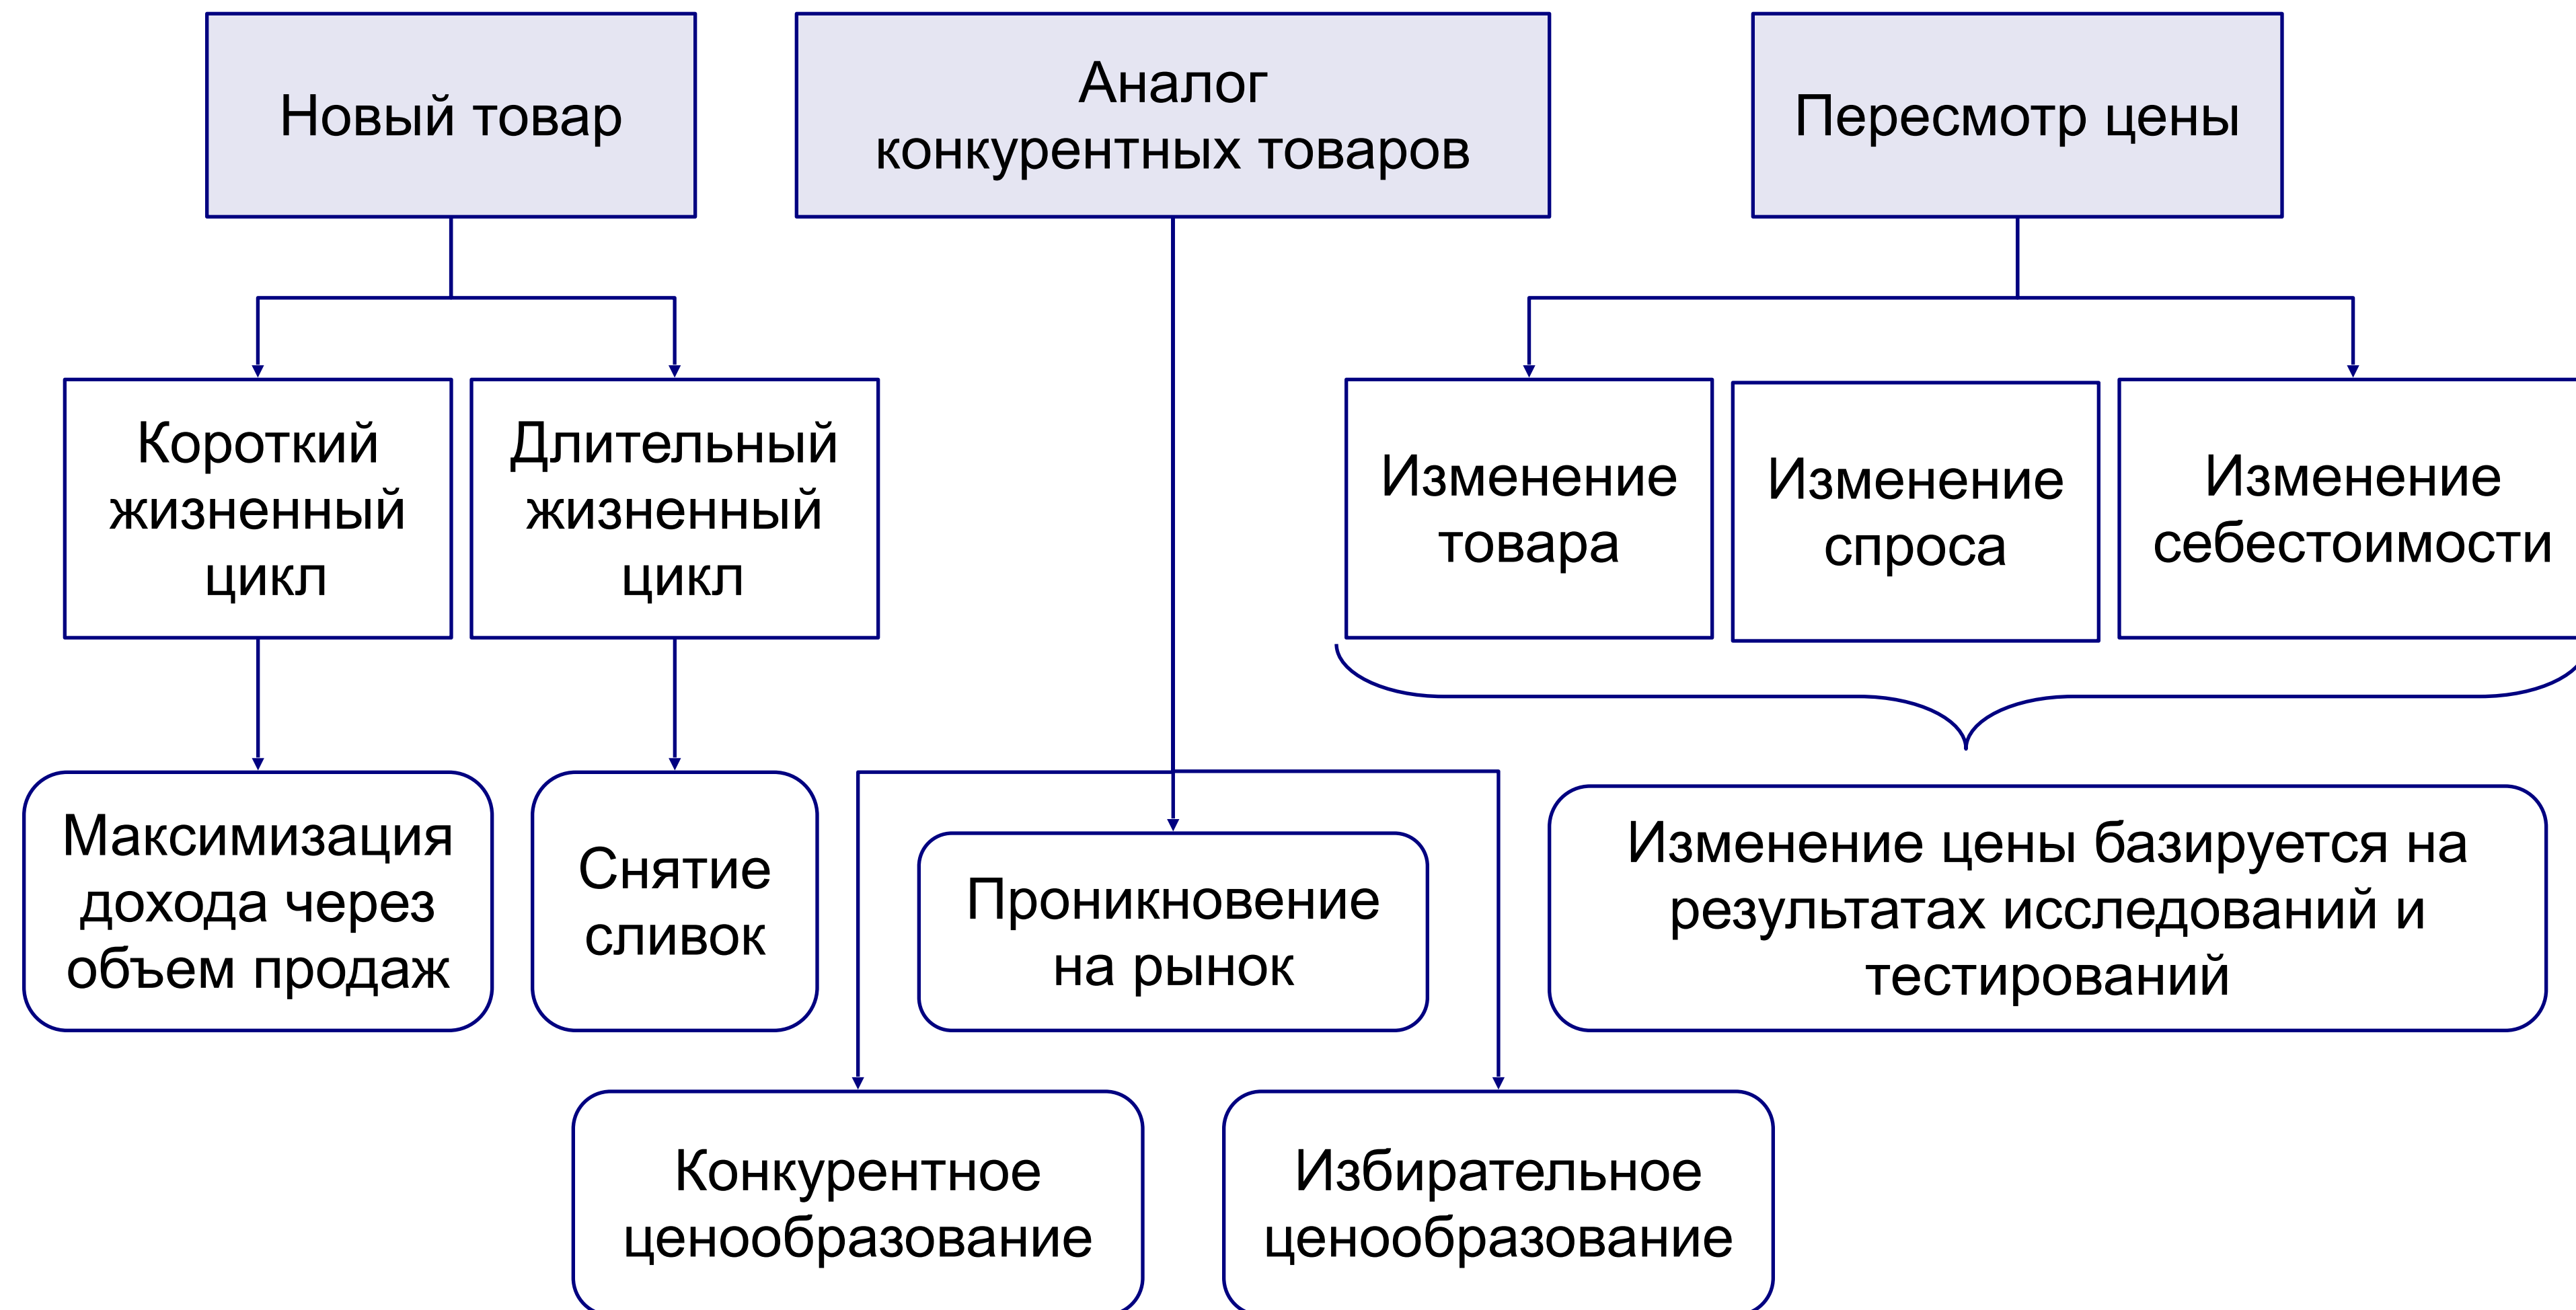 Новый товар
Аналог
конкурентных товаров
Пересмотр цены
Короткий
жизненный
цикл
Длительный
жизненный
цикл
Изменение
товара
Изменение
спроса
Изменение
себестоимости
Максимизация
дохода через
объем продаж
Снятие
сливок
Проникновение
на рынок
Изменение цены базируется на
результатах исследований и
тестирований
Конкурентное
ценообразование
Избирательное
ценообразование